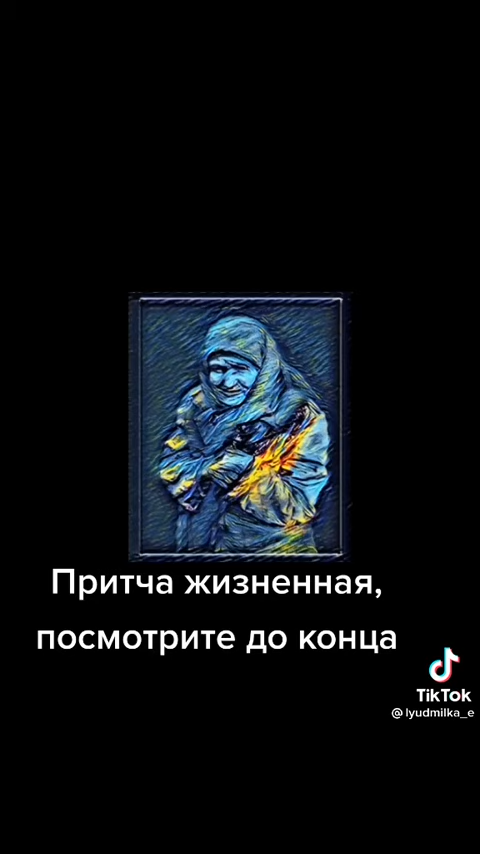 Притча жизненная,
посмотрите до конца
TikTok
@lyudmilka_e